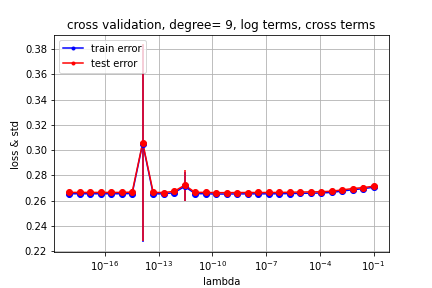 cross validation, degree= 9, log terms, cross terms
train error
test error
loss & std
0.38
0.36
0.34
0.32
0.30
0.28
0.26
0.24
0.22
10⁻¹⁶ 10⁻¹³ 10⁻¹⁰ 10⁻⁷ 10⁻⁴ 10⁻¹
lambda